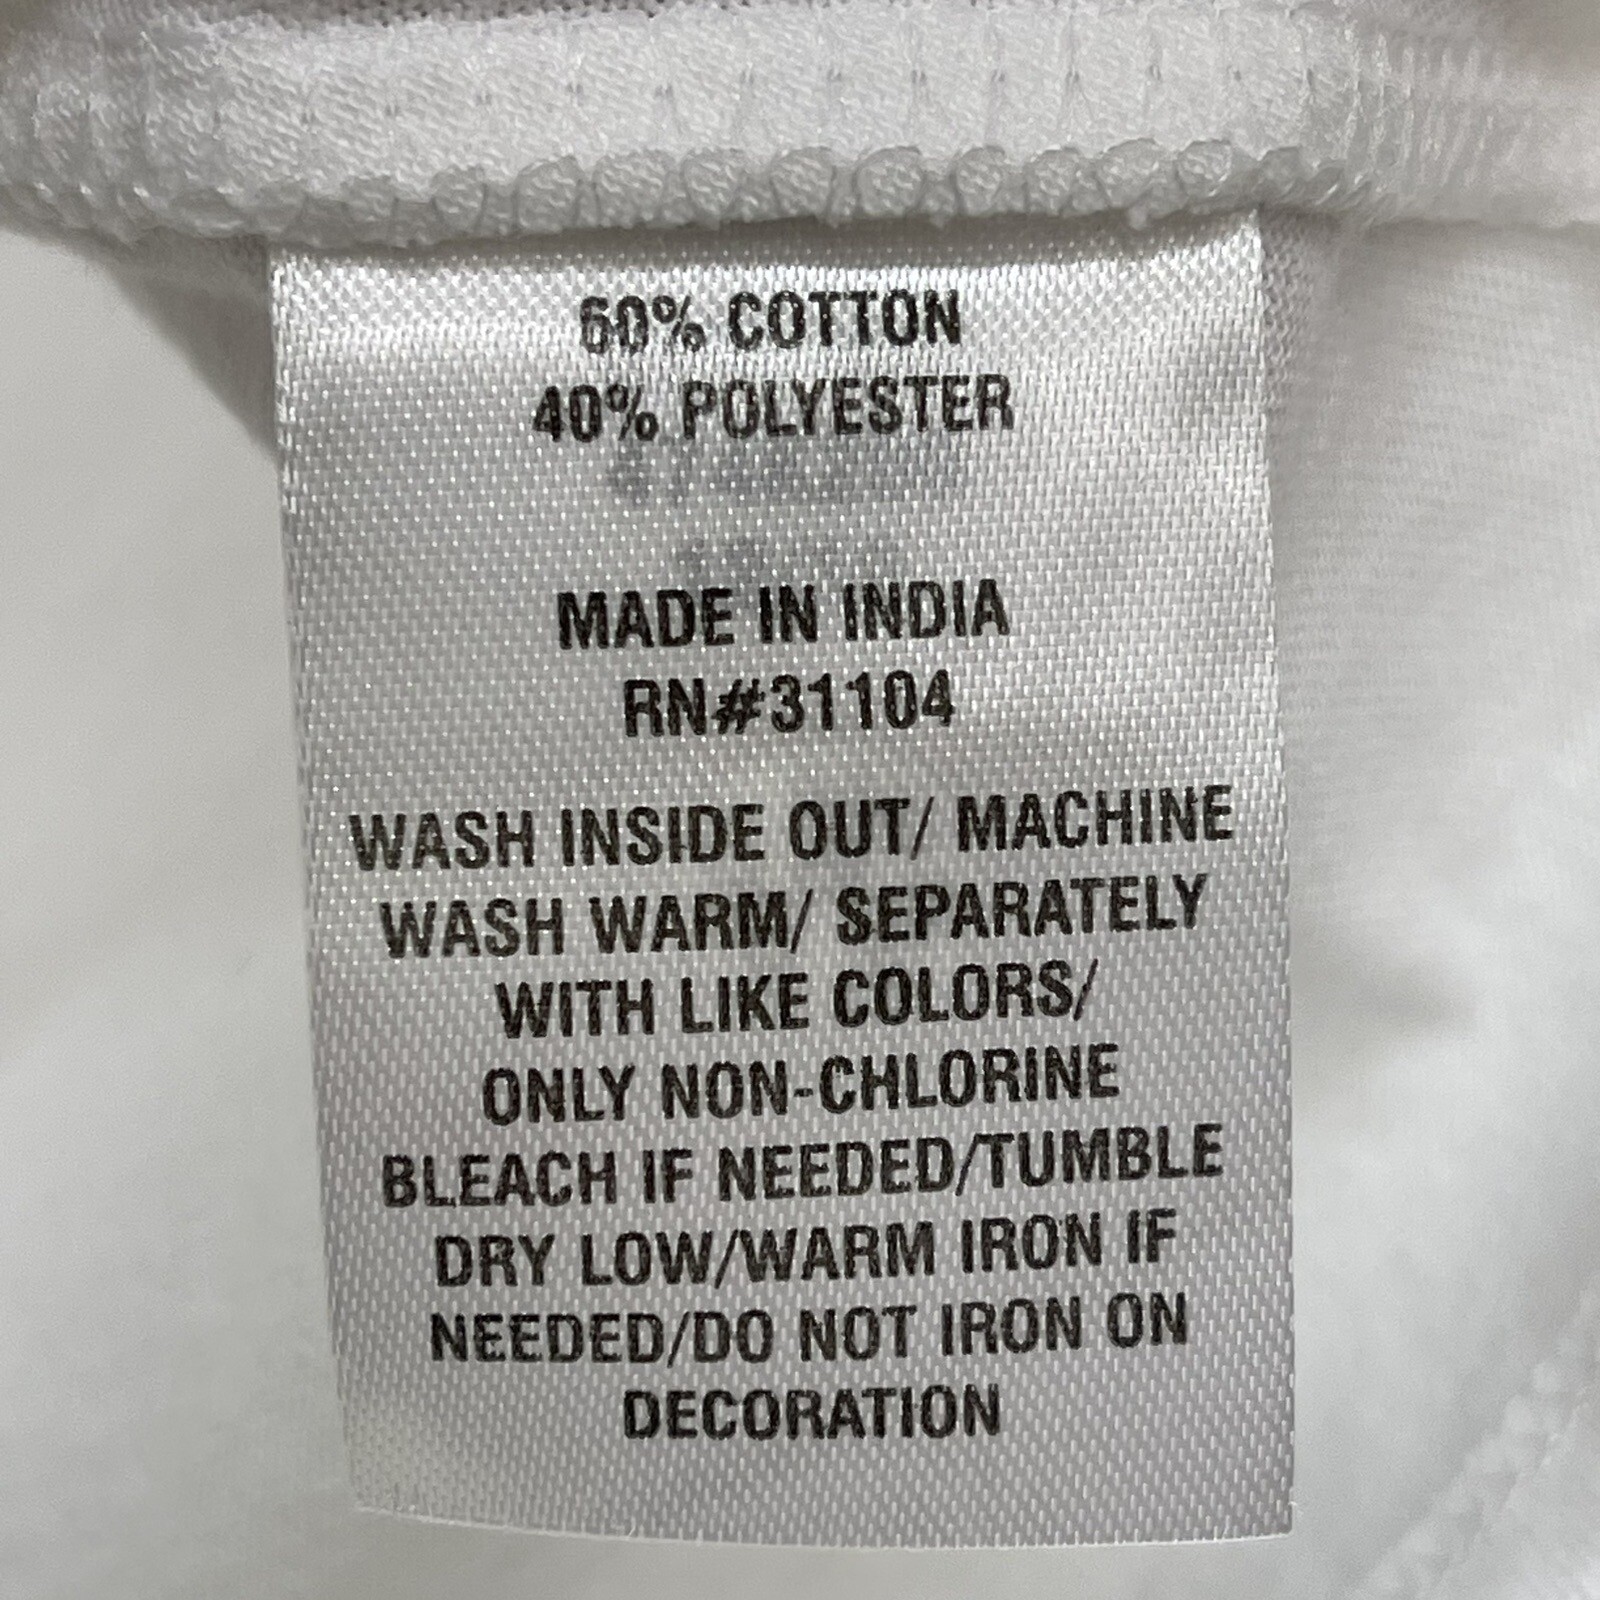 60% COTTON
40% POLYESTER
MADE IN INDIA
RN#31104
WASH INSIDE OUT/ MACHINE
WASH WARM/ SEPARATELY
WITH LIKE COLORS/
ONLY NON-CHLORINE
BLEACH IF NEEDED/TUMBLE
DRY LOW/WARM IRON IF
NEEDED/DO NOT IRON ON
DECORATION